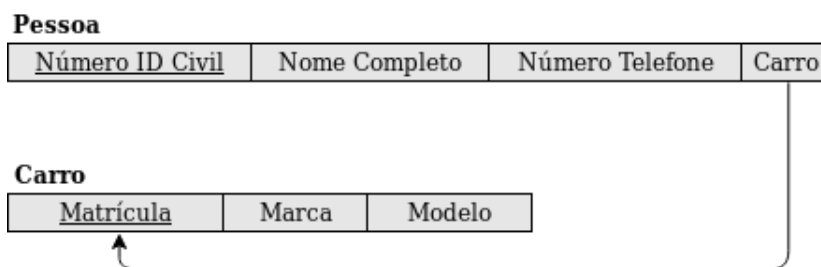 Pessoa
Número ID Civil Nome Completo Número Telefone Carro
Carro
Matrícula Marca Modelo